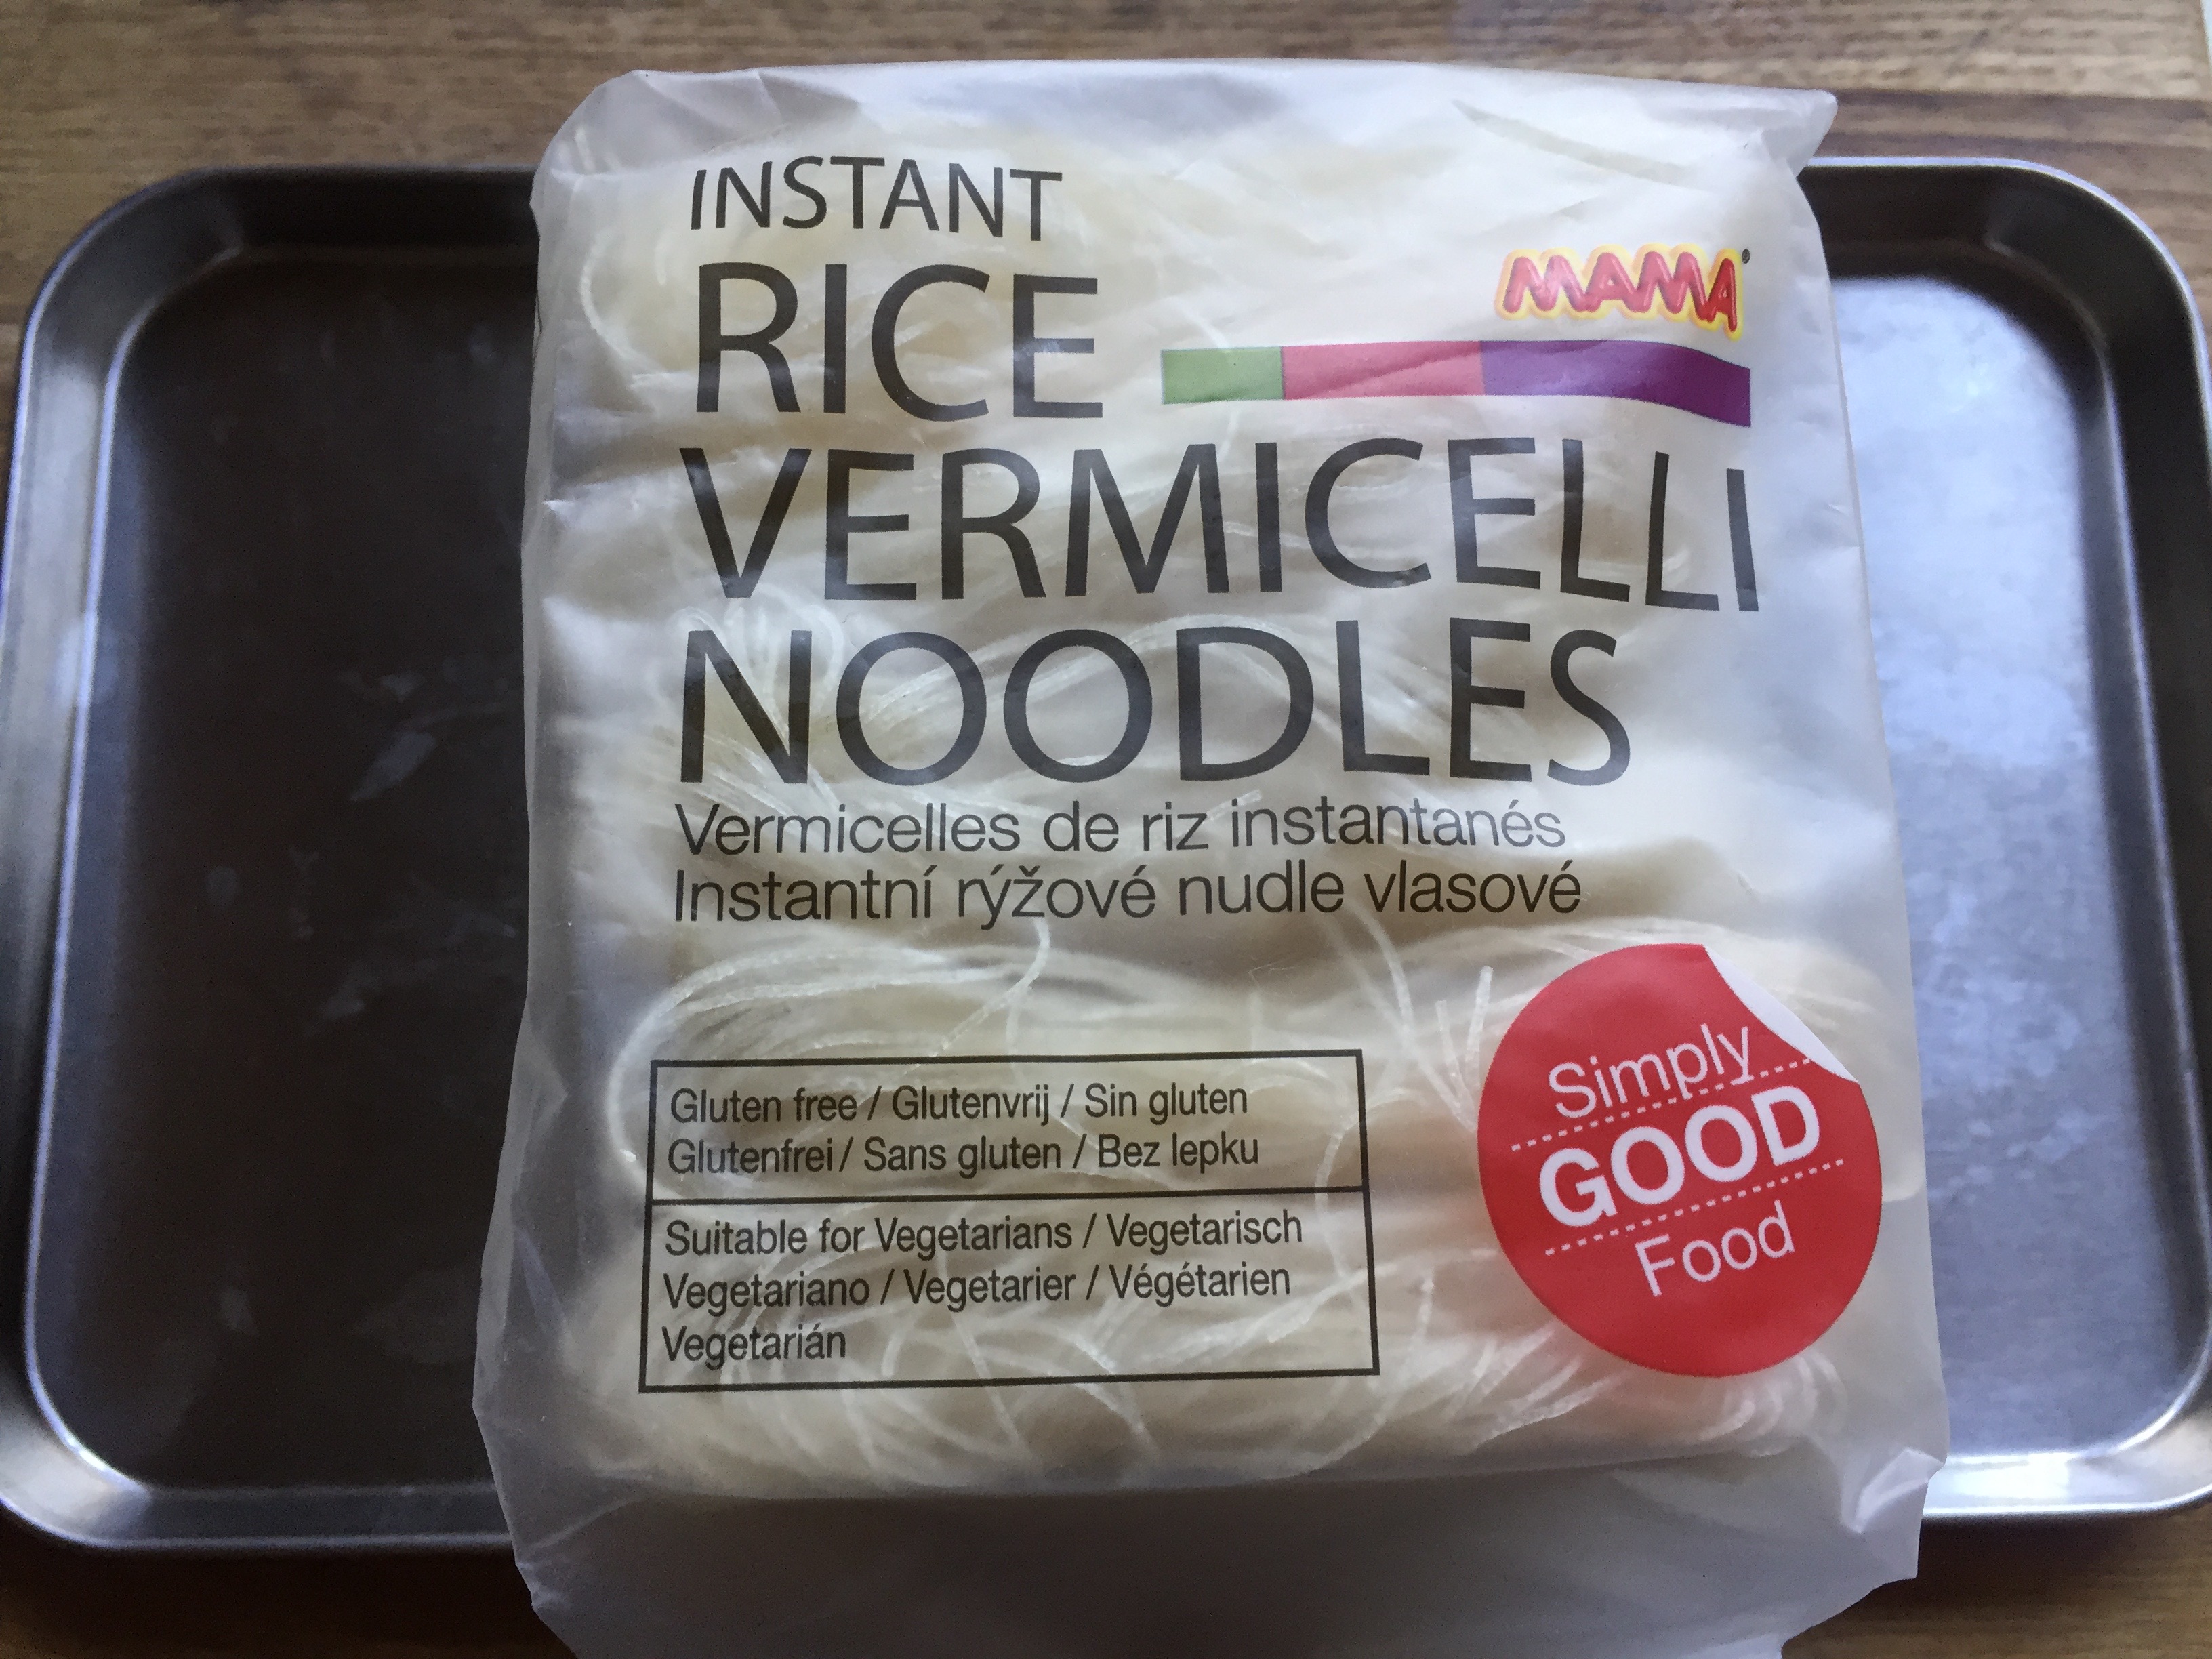 INSTANT
RICE
MAMA
VERMICELLI
NOODLES
Vermicelles de riz instantanés
Instantní rýžové nudle vlasové
Gluten free / Glutenvrij / Sin gluten
Glutenfrei / Sans gluten / Bez lepku
Suitable for Vegetarians / Vegetarisch
Vegetariano / Vegetarier / Végétarien
Vegetarián
Simply
GOOD
Food